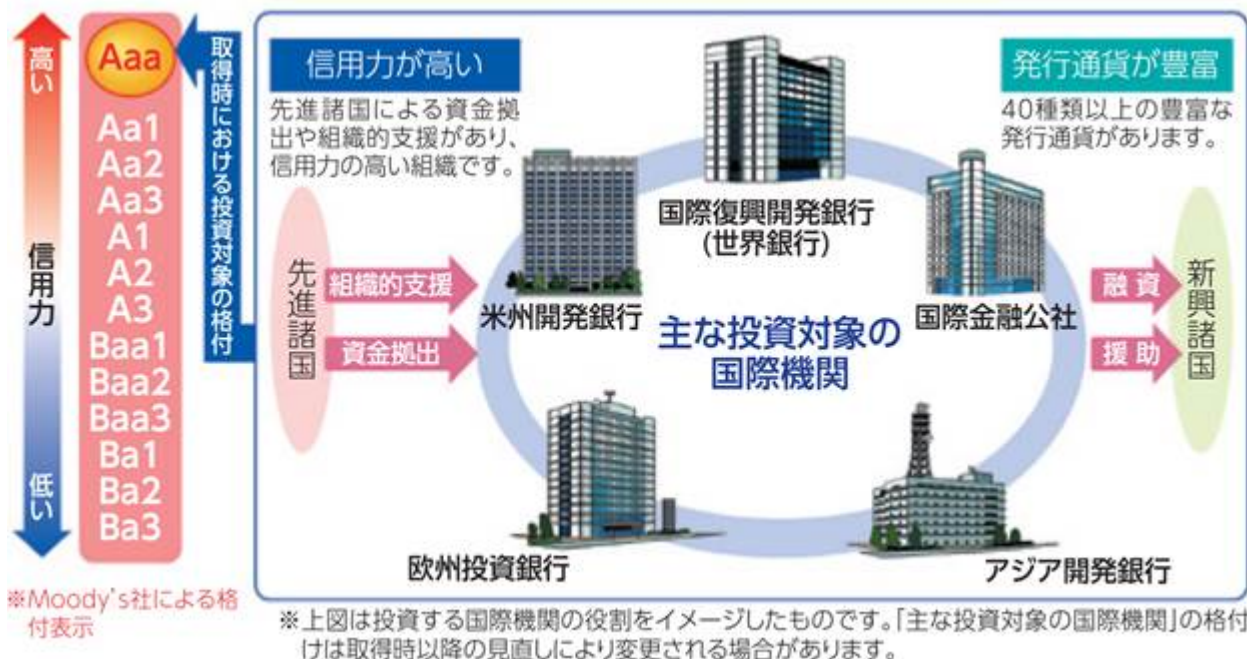 高い
信用力
低い
Aaa
Aa1
Aa2
Aa3
A1
A2
A3
Baa1
Baa2
Baa3
Ba1
Ba2
Ba3
※Moody's社による格
付表示
取得時における投資対象の格付
信用力が高い
先進諸国による資金拠
出や組織的支援があり、
信用力の高い組織です。
発行通貨が豊富
40種類以上の豊富な
発行通貨があります。
先進諸国
組織的支援
資金拠出
国際復興開発銀行
(世界銀行)
米州開発銀行
国際金融公社
主な投資対象の
国際機関
融資
援助
新興諸国
欧州投資銀行
アジア開発銀行
※上図は投資する国際機関の役割をイメージしたものです。「主な投資対象の国際機関」の格付
けは取得時以降の見直しにより変更される場合があります。